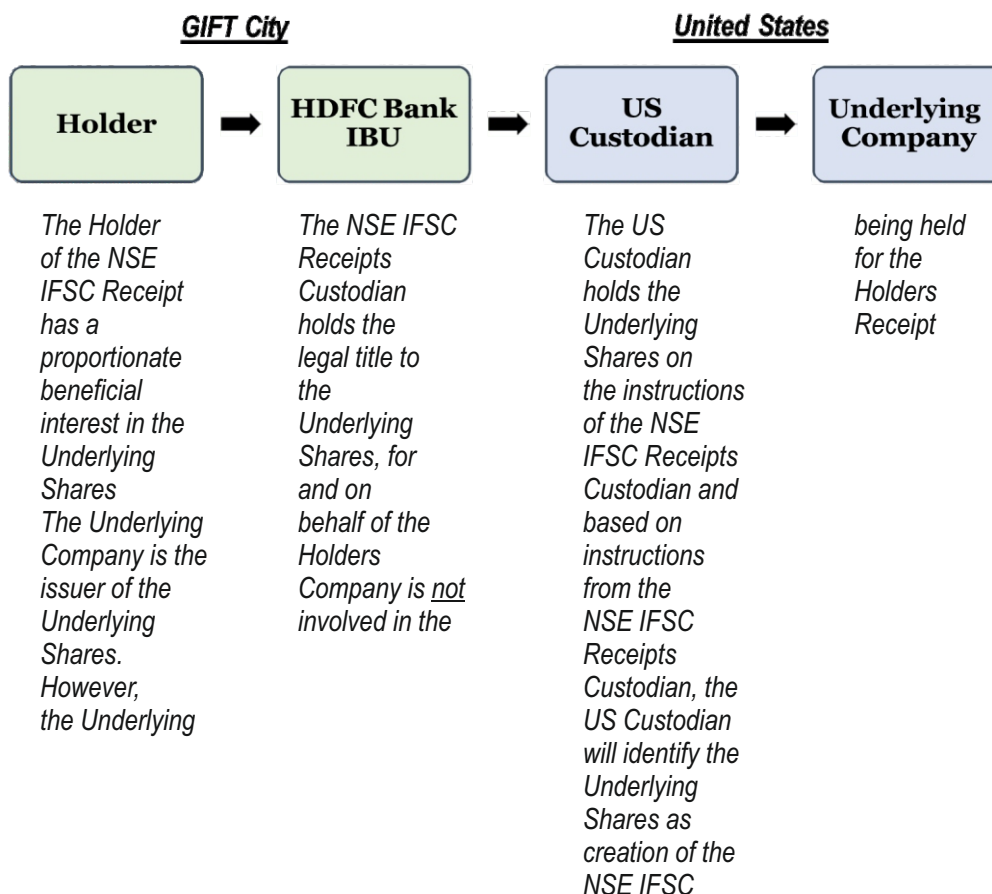 GIFT City
United States
Holder
HDFC Bank
IBU
US
Custodian
Underlying
Company
The Holder
of the NSE
IFSC Receipt
has a
proportionate
beneficial
interest in the
Underlying
Shares
The Underlying
Company is the
issuer of the
Underlying
Shares.
However,
the Underlying
The NSE IFSC
Receipts
Custodian
holds the
legal title to
the
Underlying
Shares, for
and on
behalf of the
Holders
Company is not
involved in the
The US
Custodian
holds the
Underlying
Shares on
the instructions
of the NSE
IFSC Receipts
Custodian and
based on
instructions
from the
NSE IFSC
Receipts
Custodian, the
US Custodian
will identify the
Underlying
Shares as
creation of the
NSE IFSC
being held
for the
Holders
Receipt